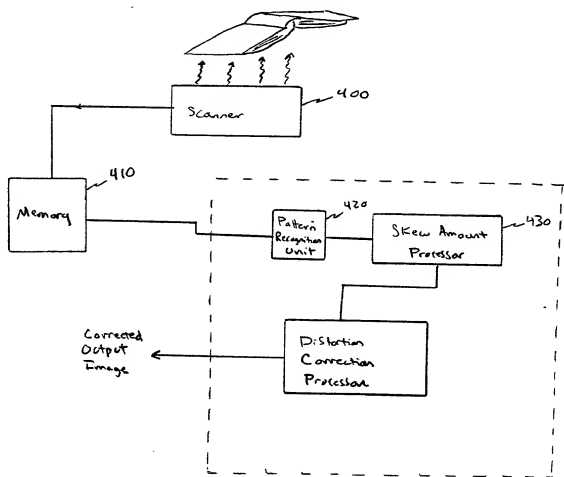 Scanner
400
410
Memory
420
Pattern
Recognition
Unit
Skew Amount
Processor
430
Distortion
Correction
Processor
Corrected
Output
Image